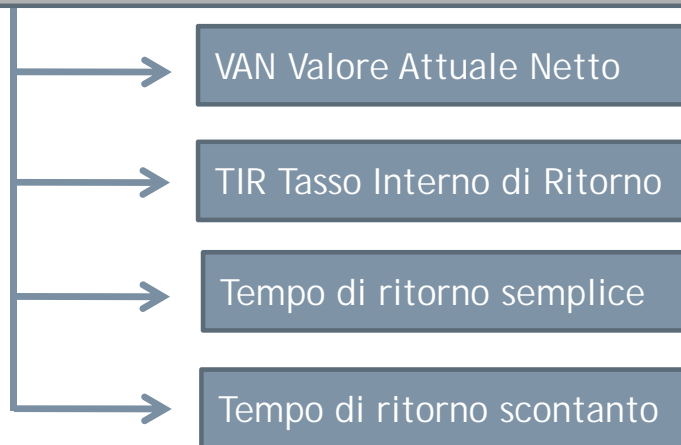 VAN Valore Attuale Netto
TIR Tasso Interno di Ritorno
Tempo di ritorno semplice
Tempo di ritorno scontanto